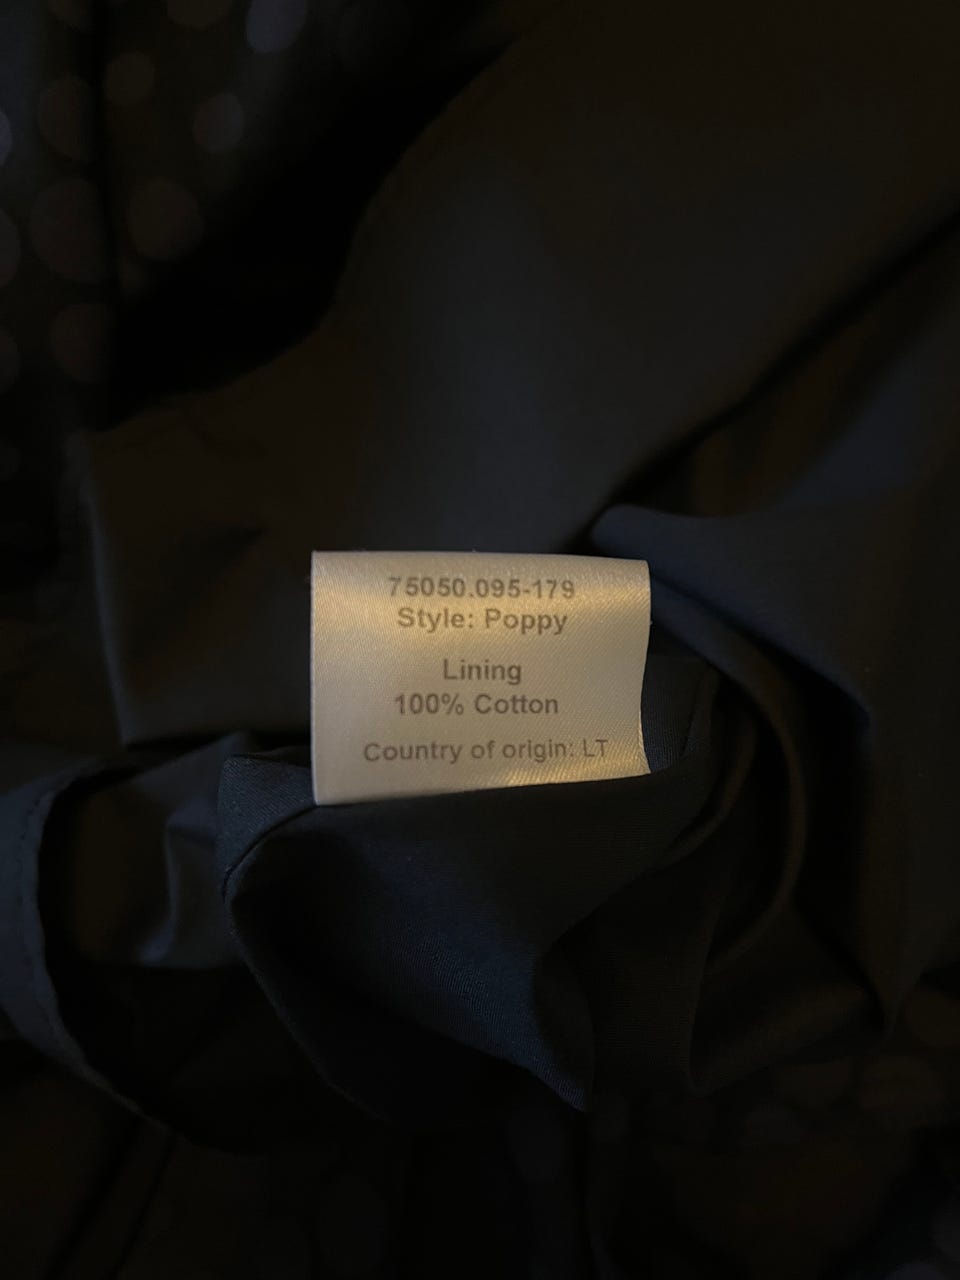 75050.095-179
Style: Poppy
Lining
100% Cotton
Country of origin: LT